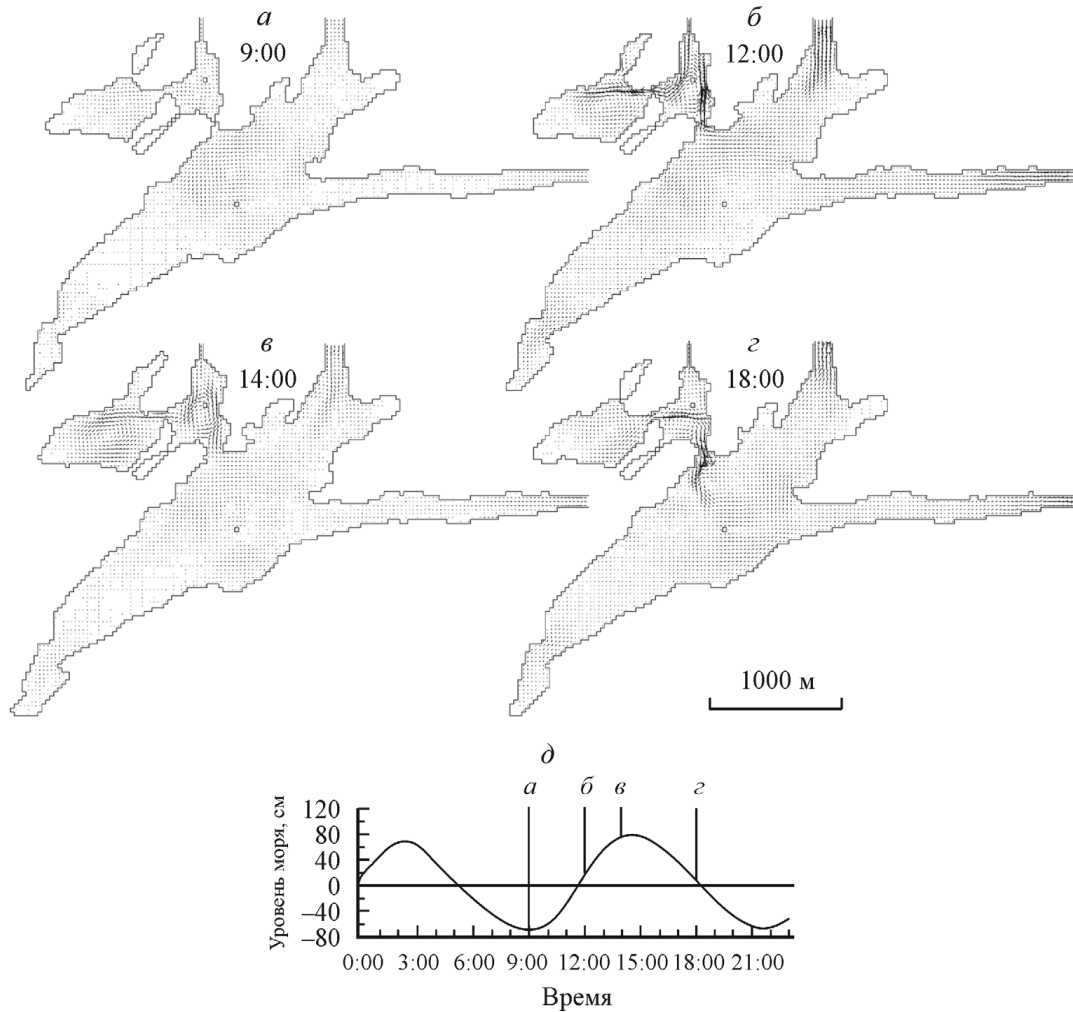 а
9:00
б
12:00
в
14:00
г
18:00
1000 м
д
а б в г
Уровень моря, см
120
80
40
0
–40
–80
0:00 3:00 6:00 9:00 12:00 15:00 18:00 21:00
Время